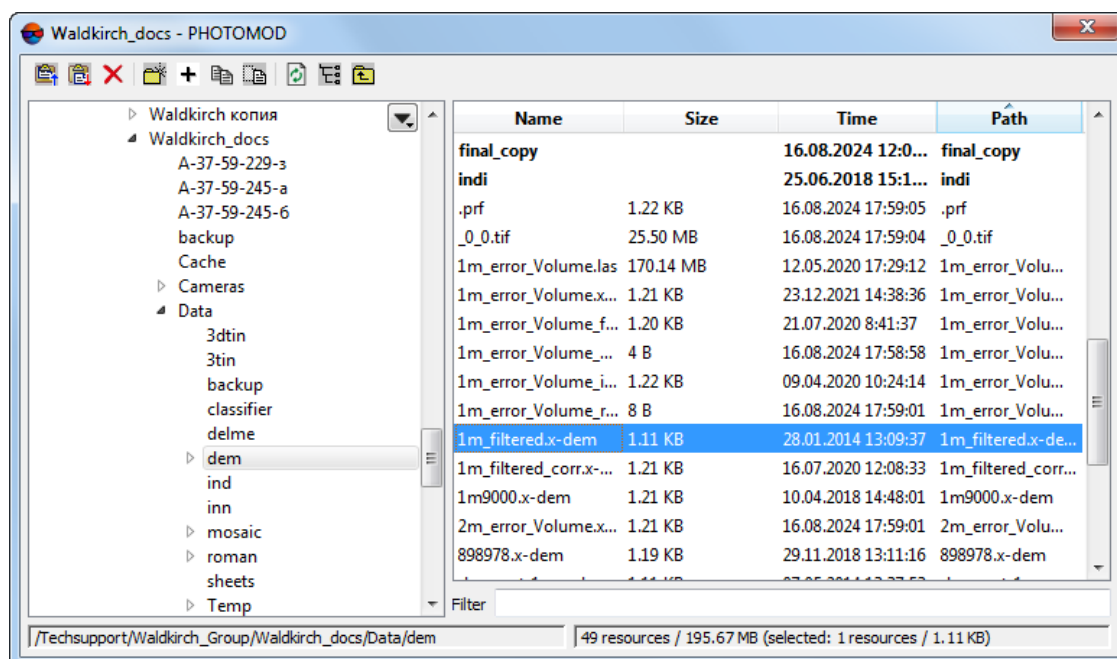 Waldkirch_docs - PHOTOMOD
Waldkirch копия
Waldkirch_docs
А-37-59-229-з
А-37-59-245-а
А-37-59-245-б
backup
Cache
Cameras
Data
3dtin
3tin
backup
classifier
delme
dem
ind
inn
mosaic
roman
sheets
Temp
Name Size Time Path
final_copy 16.08.2024 12:0... final_copy
indi 25.06.2018 15:1... indi
.prf 1.22 KB 16.08.2024 17:59:05 .prf
_0_0.tif 25.50 MB 16.08.2024 17:59:04 _0_0.tif
1m_error_Volume.las 170.14 MB 12.05.2020 17:29:12 1m_error_Volu...
1m_error_Volume.x... 1.21 KB 23.12.2021 14:38:36 1m_error_Volu...
1m_error_Volume_f... 1.20 KB 21.07.2020 8:41:37 1m_error_Volu...
1m_error_Volume_... 4 B 16.08.2024 17:58:58 1m_error_Volu...
1m_error_Volume_i... 1.22 KB 09.04.2020 10:24:14 1m_error_Volu...
1m_error_Volume_r... 8 B 16.08.2024 17:59:01 1m_error_Volu...
1m_filtered.x-dem 1.11 KB 28.01.2014 13:09:37 1m_filtered.x-de...
1m_filtered_corr.x-... 1.21 KB 16.07.2020 12:08:33 1m_filtered_corr...
1m9000.x-dem 1.21 KB 10.04.2018 14:48:01 1m9000.x-dem
2m_error_Volume.x... 1.21 KB 16.08.2024 17:59:01 2m_error_Volu...
898978.x-dem 1.19 KB 29.11.2018 13:11:16 898978.x-dem
Filter
/Techsupport/Waldkirch_Group/Waldkirch_docs/Data/dem
49 resources / 195.67 MB (selected: 1 resources / 1.11 KB)